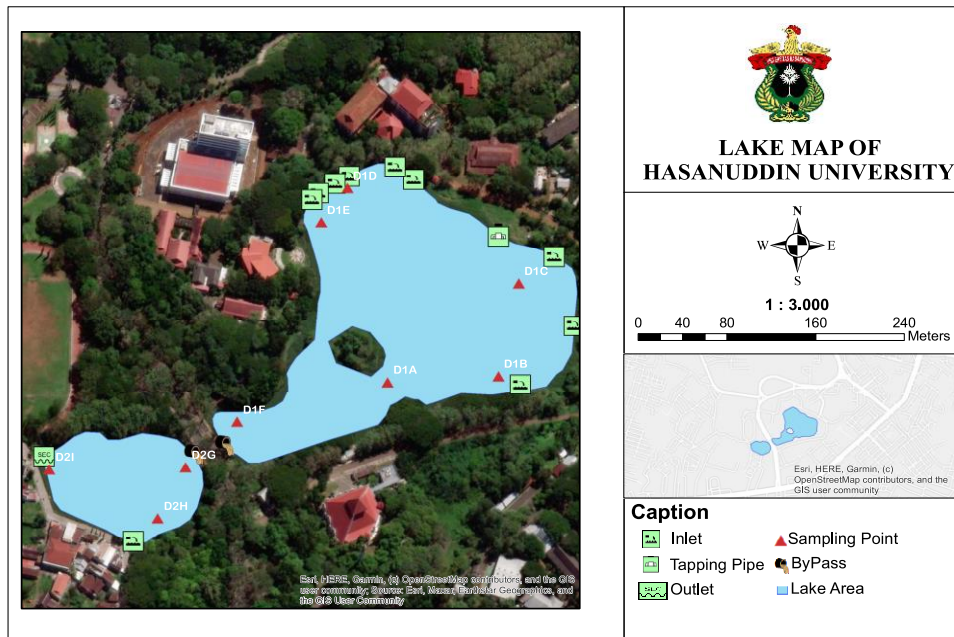 D1D
D1E
D1C
D1A
D1B
D1F
D2G
D2I
D2H
SEC
Esri, HERE, Garmin, (c) OpenStreetMap contributors, and the GIS
user community; Source: Esri, Maxar, Earthstar Geographics, and
the GIS User Community
LAKE MAP OF
HASANUDDIN UNIVERSITY
N
W E
S
1 : 3.000
0 40 80 160 240
Meters
Esri, HERE, Garmin, (c)
OpenStreetMap contributors, and the
GIS user community
Caption
Inlet
Sampling Point
Tapping Pipe
ByPass
SEC
Outlet
Lake Area